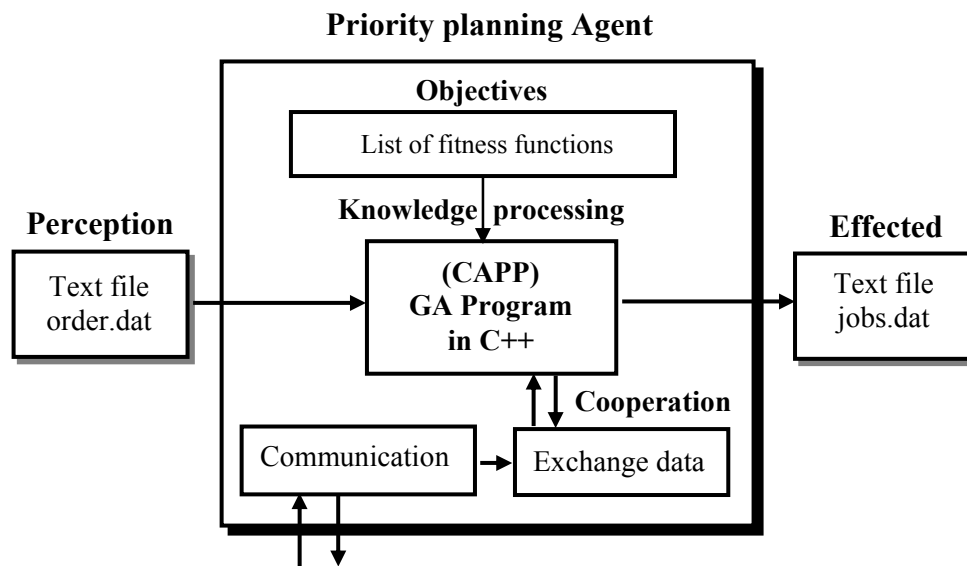 Priority planning Agent
Objectives
List of fitness functions
Knowledge processing
Perception
Text file
order.dat
(CAPP)
GA Program
in C++
Effected
Text file
jobs.dat
Cooperation
Communication
Exchange data